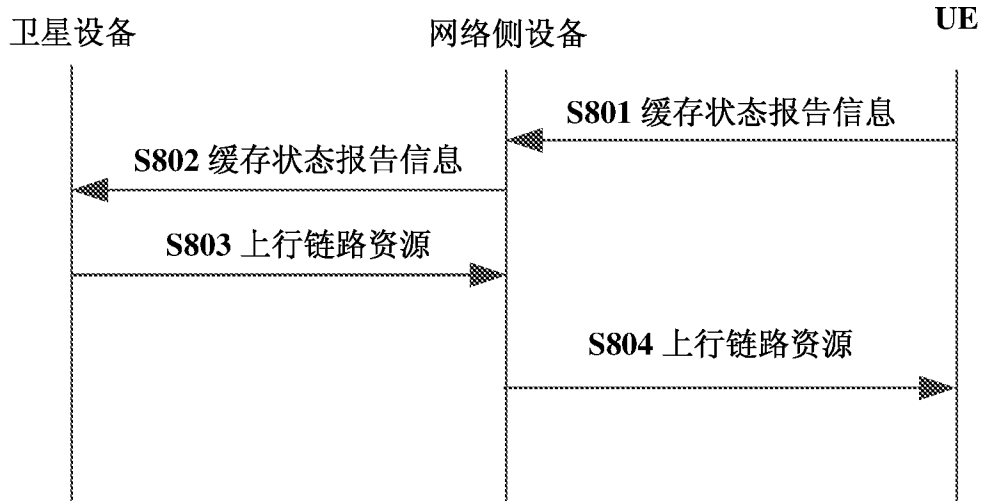 卫星设备
网络侧设备
UE
S801 缓存状态报告信息
S802 缓存状态报告信息
S803 上行链路资源
S804 上行链路资源